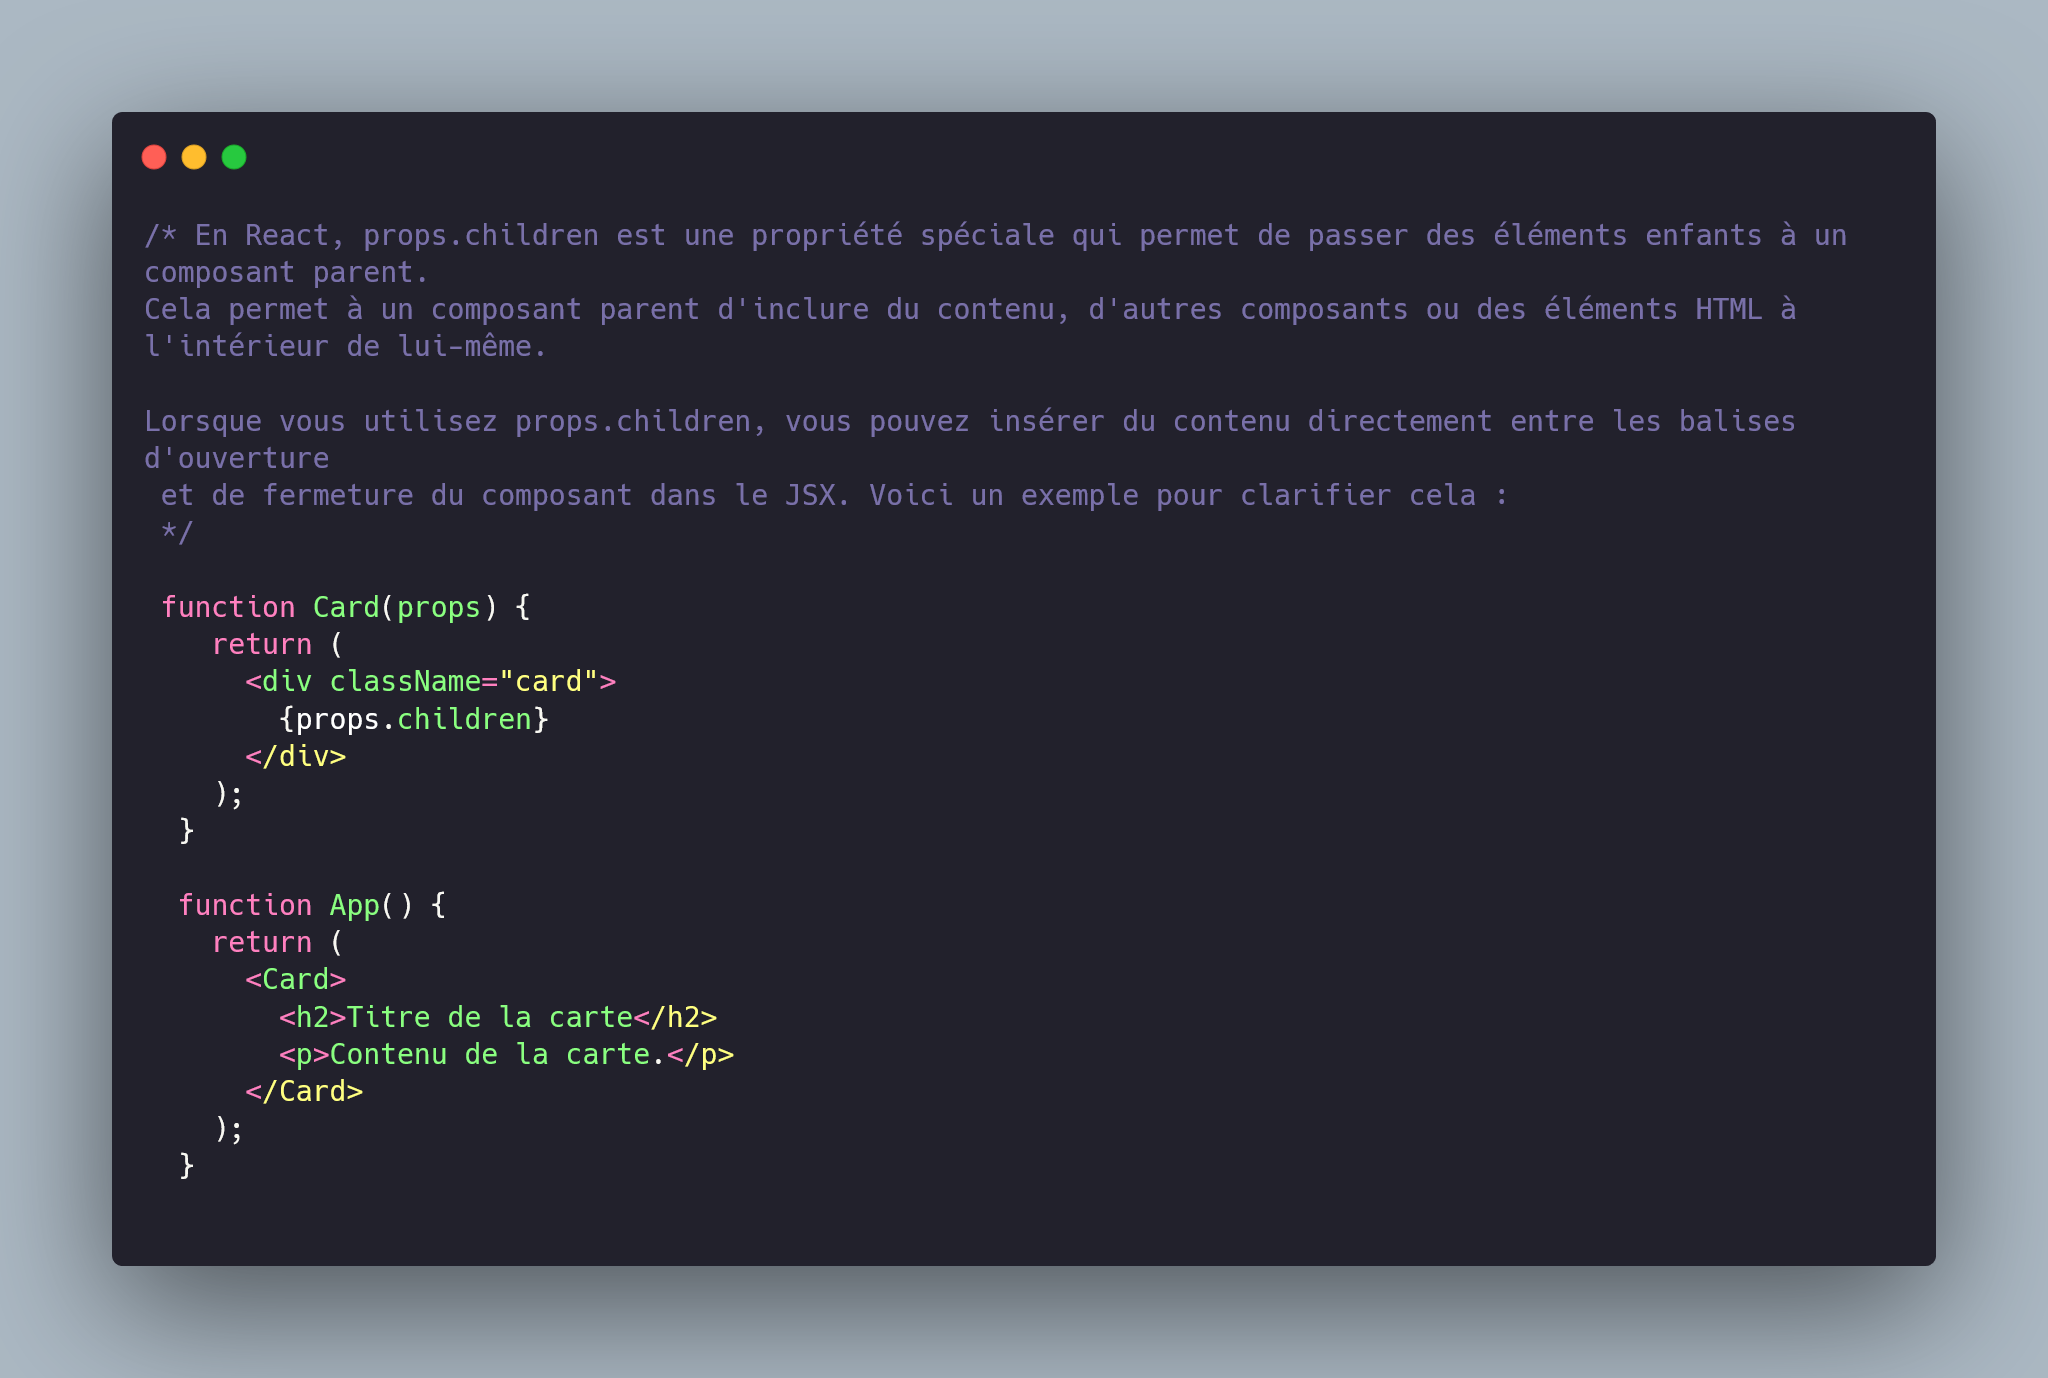 /* En React, props.children est une propriété spéciale qui permet de passer des éléments enfants à un
composant parent.
Cela permet à un composant parent d'inclure du contenu, d'autres composants ou des éléments HTML à
l'intérieur de lui-même.

Lorsque vous utilisez props.children, vous pouvez insérer du contenu directement entre les balises
d'ouverture
 et de fermeture du composant dans le JSX. Voici un exemple pour clarifier cela :
 */

 function Card(props) {
    return (
      <div className="card">
        {props.children}
      </div>
    );
  }

  function App() {
    return (
      <Card>
        <h2>Titre de la carte</h2>
        <p>Contenu de la carte.</p>
      </Card>
    );
  }